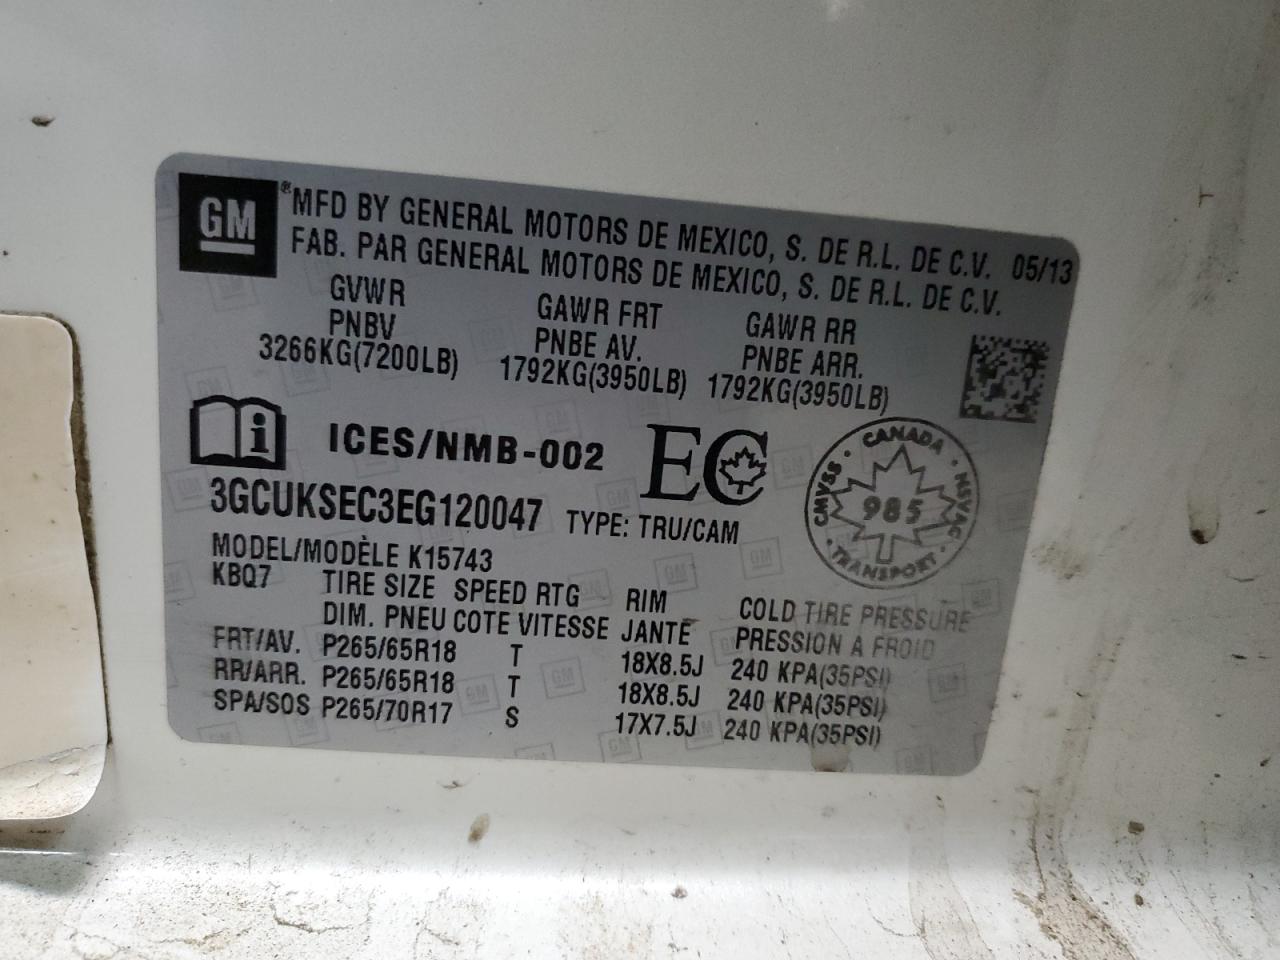 GM ® MFD BY GENERAL MOTORS DE MEXICO, S. DE R.L. DE C.V. 05/13
FAB. PAR GENERAL MOTORS DE MEXICO, S. DE R.L. DE C.V.
GVWR GAWR FRT GAWR RR
PNBV PNBE AV. PNBE ARR.
3266KG(7200LB) 1792KG(3950LB) 1792KG(3950LB)
i ICES/NMB-002 EC
CANADA
CMVSS 985 NSVAC
TRANSPORT
3GCUKSEC3EG120047 TYPE: TRU/CAM
MODEL/MODÈLE K15743
KBQ7 TIRE SIZE SPEED RTG RIM COLD TIRE PRESSURE
DIM. PNEU COTE VITESSE JANTE PRESSION A FROID
FRT/AV. P265/65R18 T 18X8.5J 240 KPA(35PSI)
RR/ARR. P265/65R18 T 18X8.5J 240 KPA(35PSI)
SPA/SOS P265/70R17 S 17X7.5J 240 KPA(35PSI)